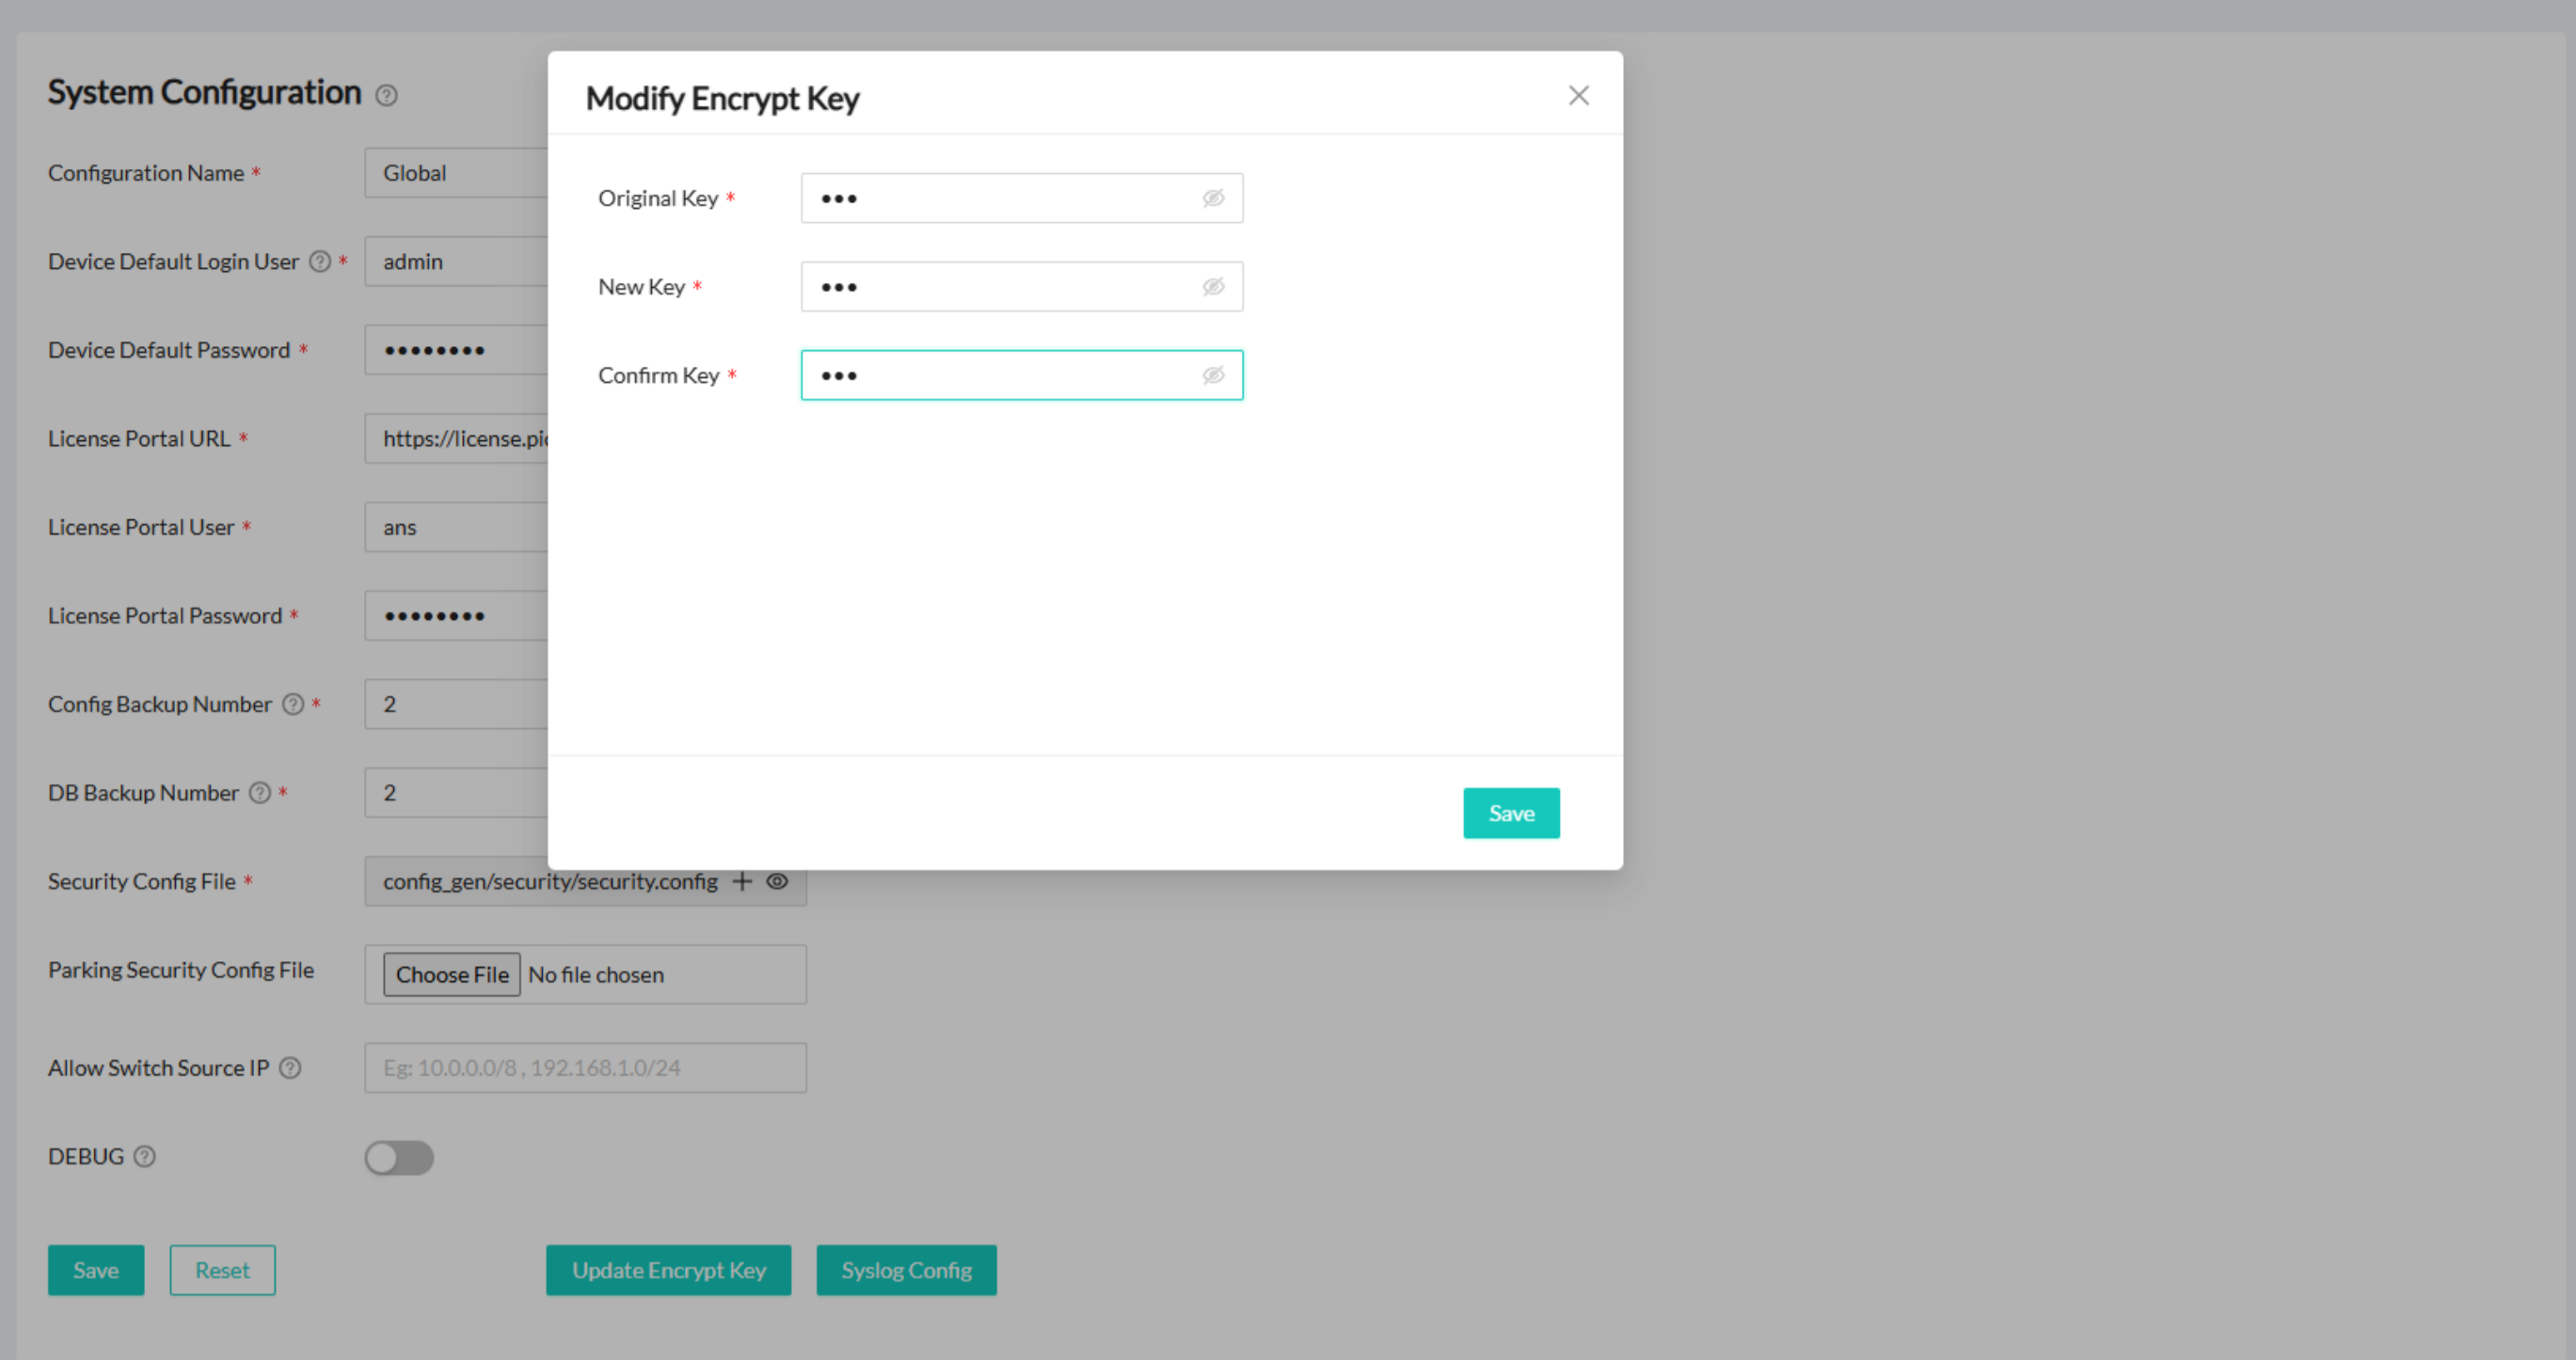 System Configuration
Configuration Name *
Global
Device Default Login User *
admin
Device Default Password *
••••••••
License Portal URL *
https://license.pic
License Portal User *
ans
License Portal Password *
••••••••
Config Backup Number *
2
DB Backup Number *
2
Security Config File *
config_gen/security/security.config
Parking Security Config File
Choose File No file chosen
Allow Switch Source IP
Eg: 10.0.0.0/8 , 192.168.1.0/24
DEBUG
Save Reset Update Encrypt Key Syslog Config
Modify Encrypt Key
Original Key *
•••
New Key *
•••
Confirm Key *
•••
Save